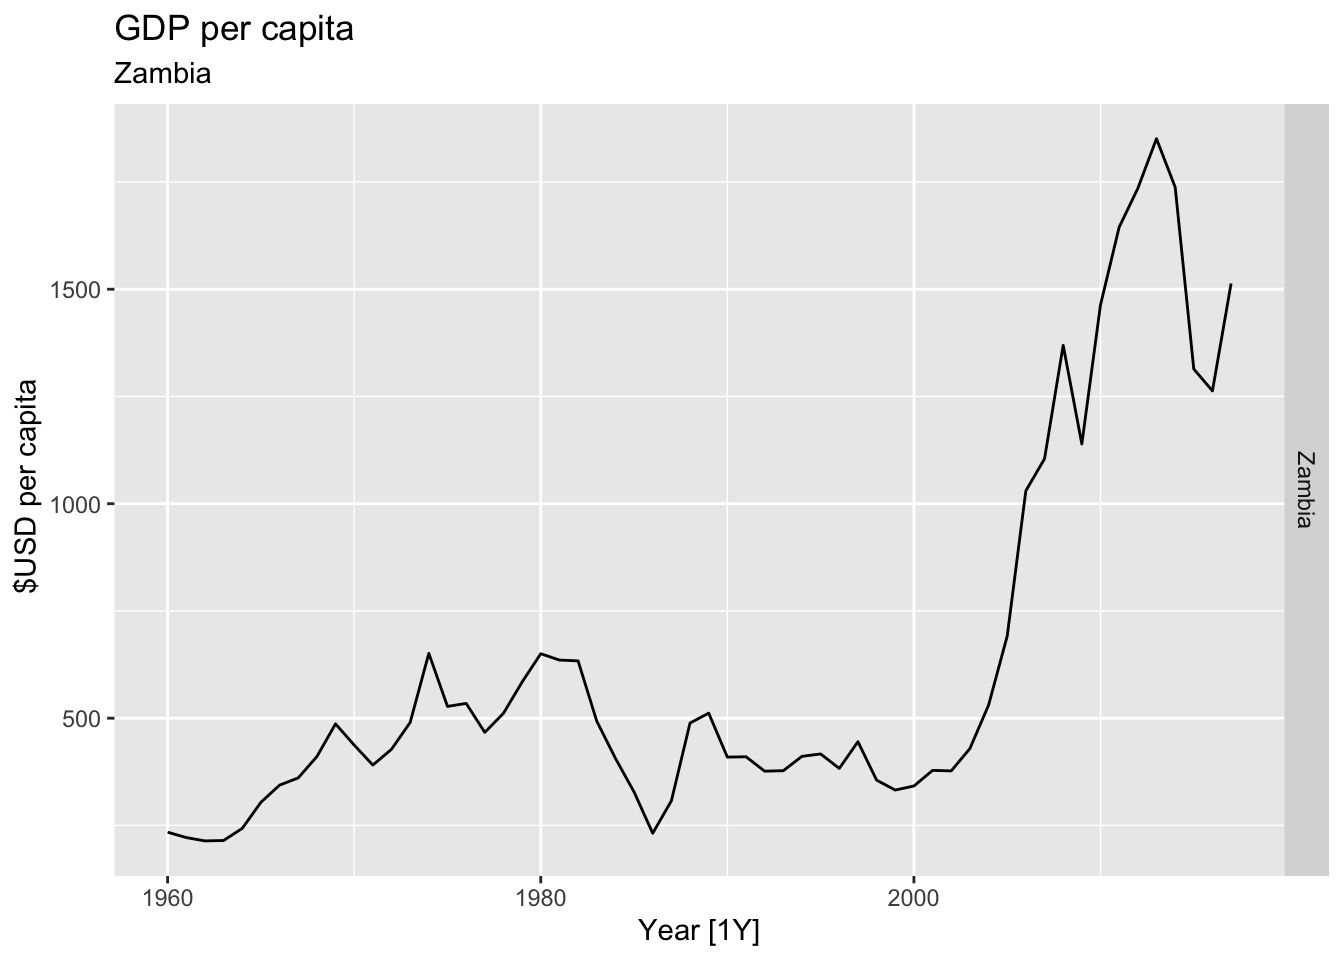 GDP per capita
Zambia
1500
1000
500
$USD per capita
Zambia
1960
1980
2000
Year [1Y]